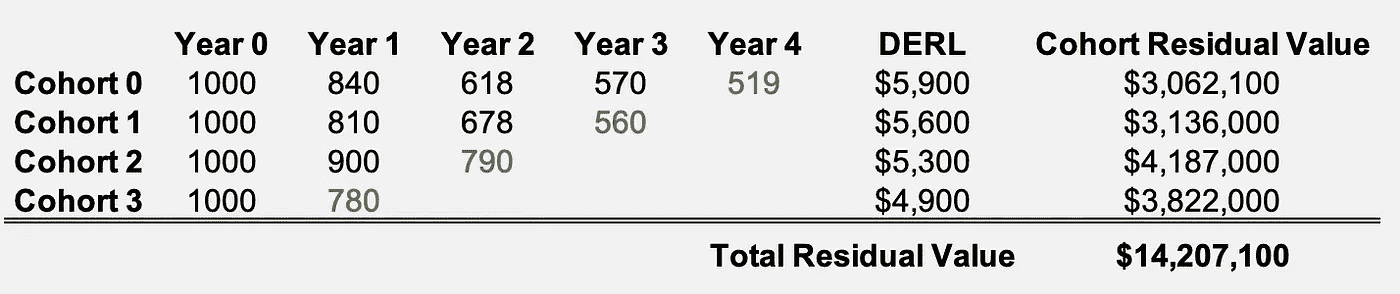 Year 0 Year 1 Year 2 Year 3 Year 4 DERL Cohort Residual Value
Cohort 0 1000 840 618 570 519 $5,900 $3,062,100
Cohort 1 1000 810 678 560 $5,600 $3,136,000
Cohort 2 1000 900 790 $5,300 $4,187,000
Cohort 3 1000 780 $4,900 $3,822,000
Total Residual Value $14,207,100